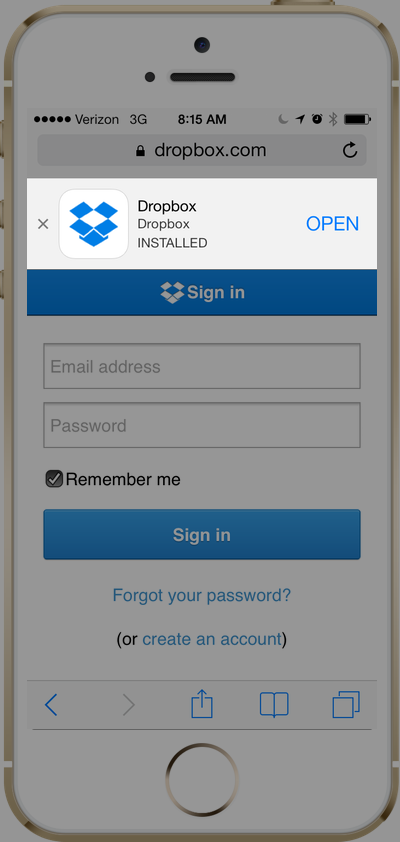 Verizon 3G 8:15 AM
dropbox.com
Dropbox
Dropbox
INSTALLED
OPEN
Sign in
Email address
Password
Remember me
Sign in
Forgot your password?
(or create an account)